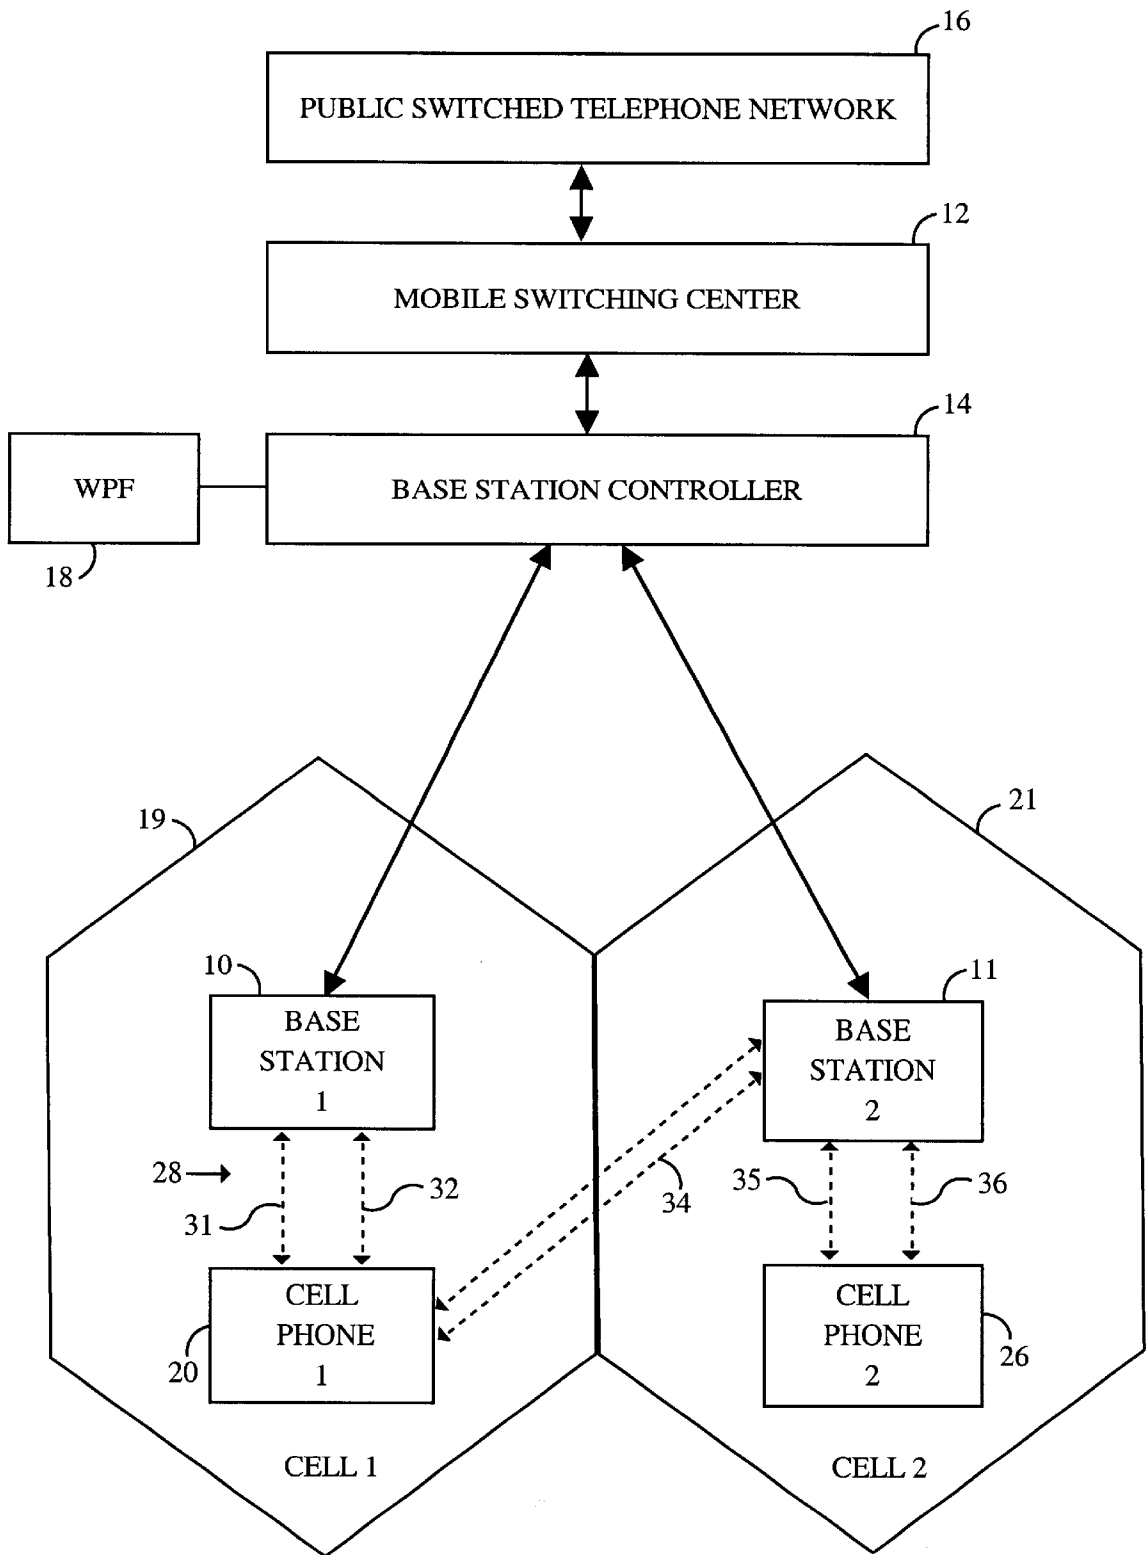 16
PUBLIC SWITCHED TELEPHONE NETWORK
12
MOBILE SWITCHING CENTER
14
WPF
BASE STATION CONTROLLER
18
19
21
10
BASE
STATION
1
11
BASE
STATION
2
28
31
32
34
35
36
CELL
PHONE
1
20
CELL
PHONE
2
26
CELL 1
CELL 2